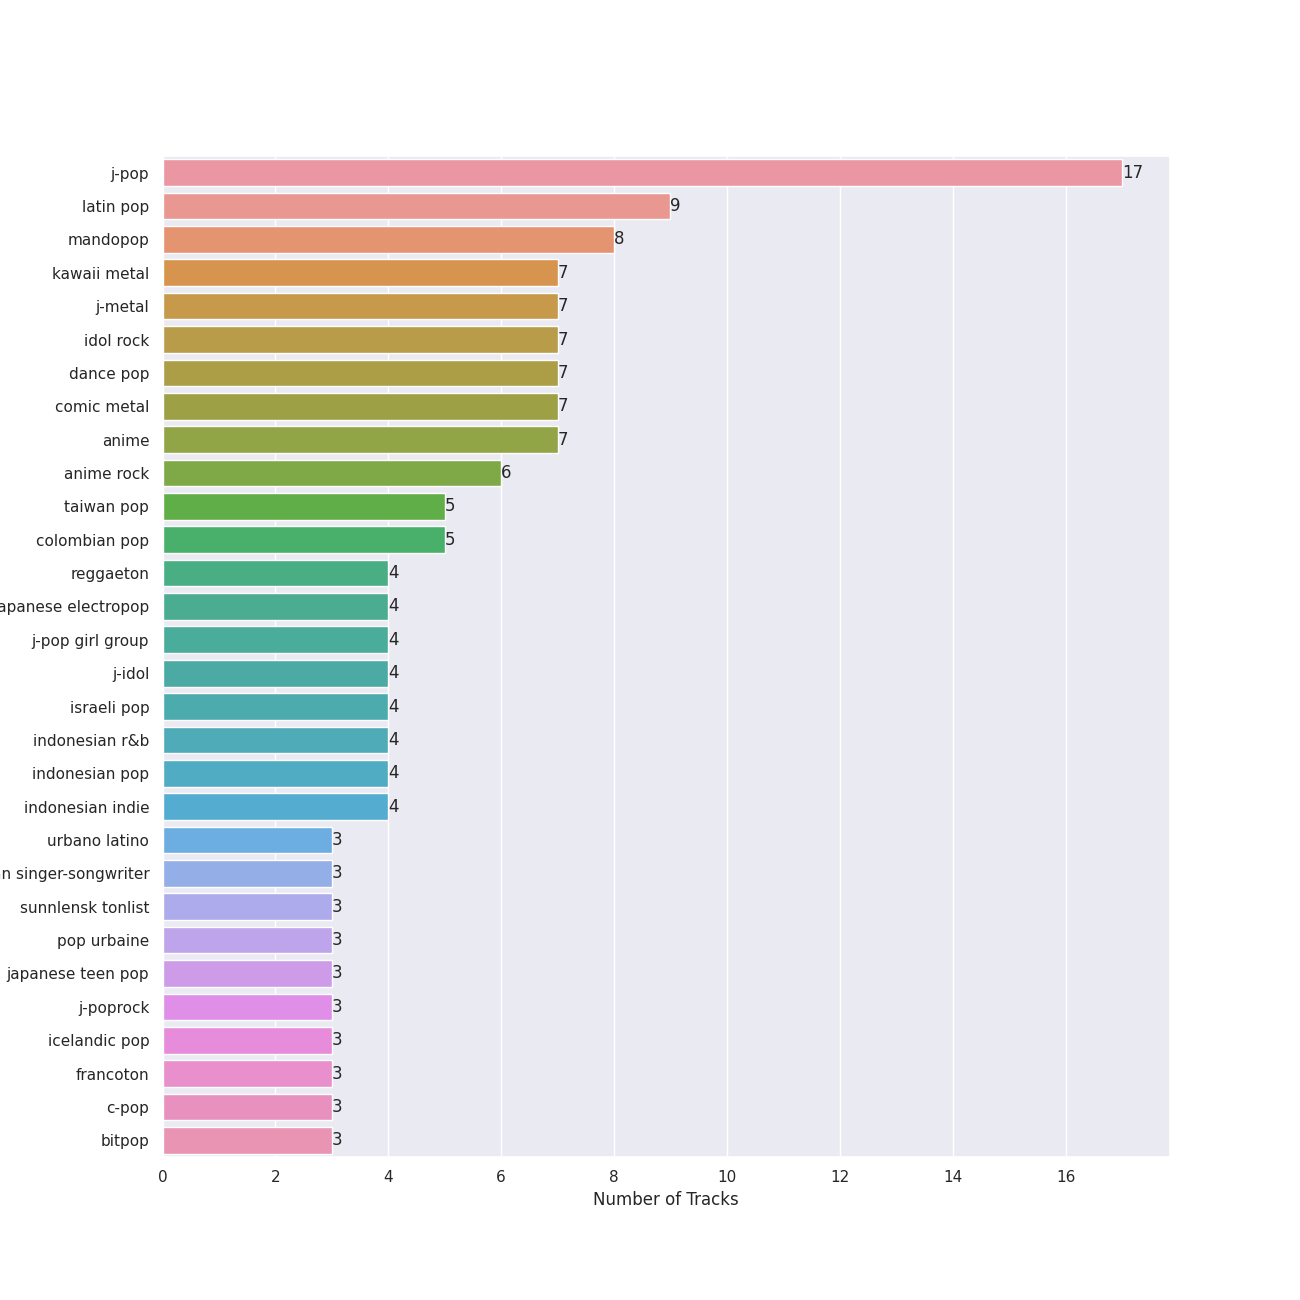 j-pop 17
latin pop 9
mandopop 8
kawaii metal 7
j-metal 7
idol rock 7
dance pop 7
comic metal 7
anime 7
anime rock 6
taiwan pop 5
colombian pop 5
reggaeton 4
apanese electropop 4
j-pop girl group 4
j-idol 4
israeli pop 4
indonesian r&b 4
indonesian pop 4
indonesian indie 4
urbano latino 3
n singer-songwriter 3
sunnlensk tonlist 3
pop urbaine 3
japanese teen pop 3
j-poprock 3
icelandic pop 3
francoton 3
c-pop 3
bitpop 3
0 2 4 6 8 10 12 14 16
Number of Tracks